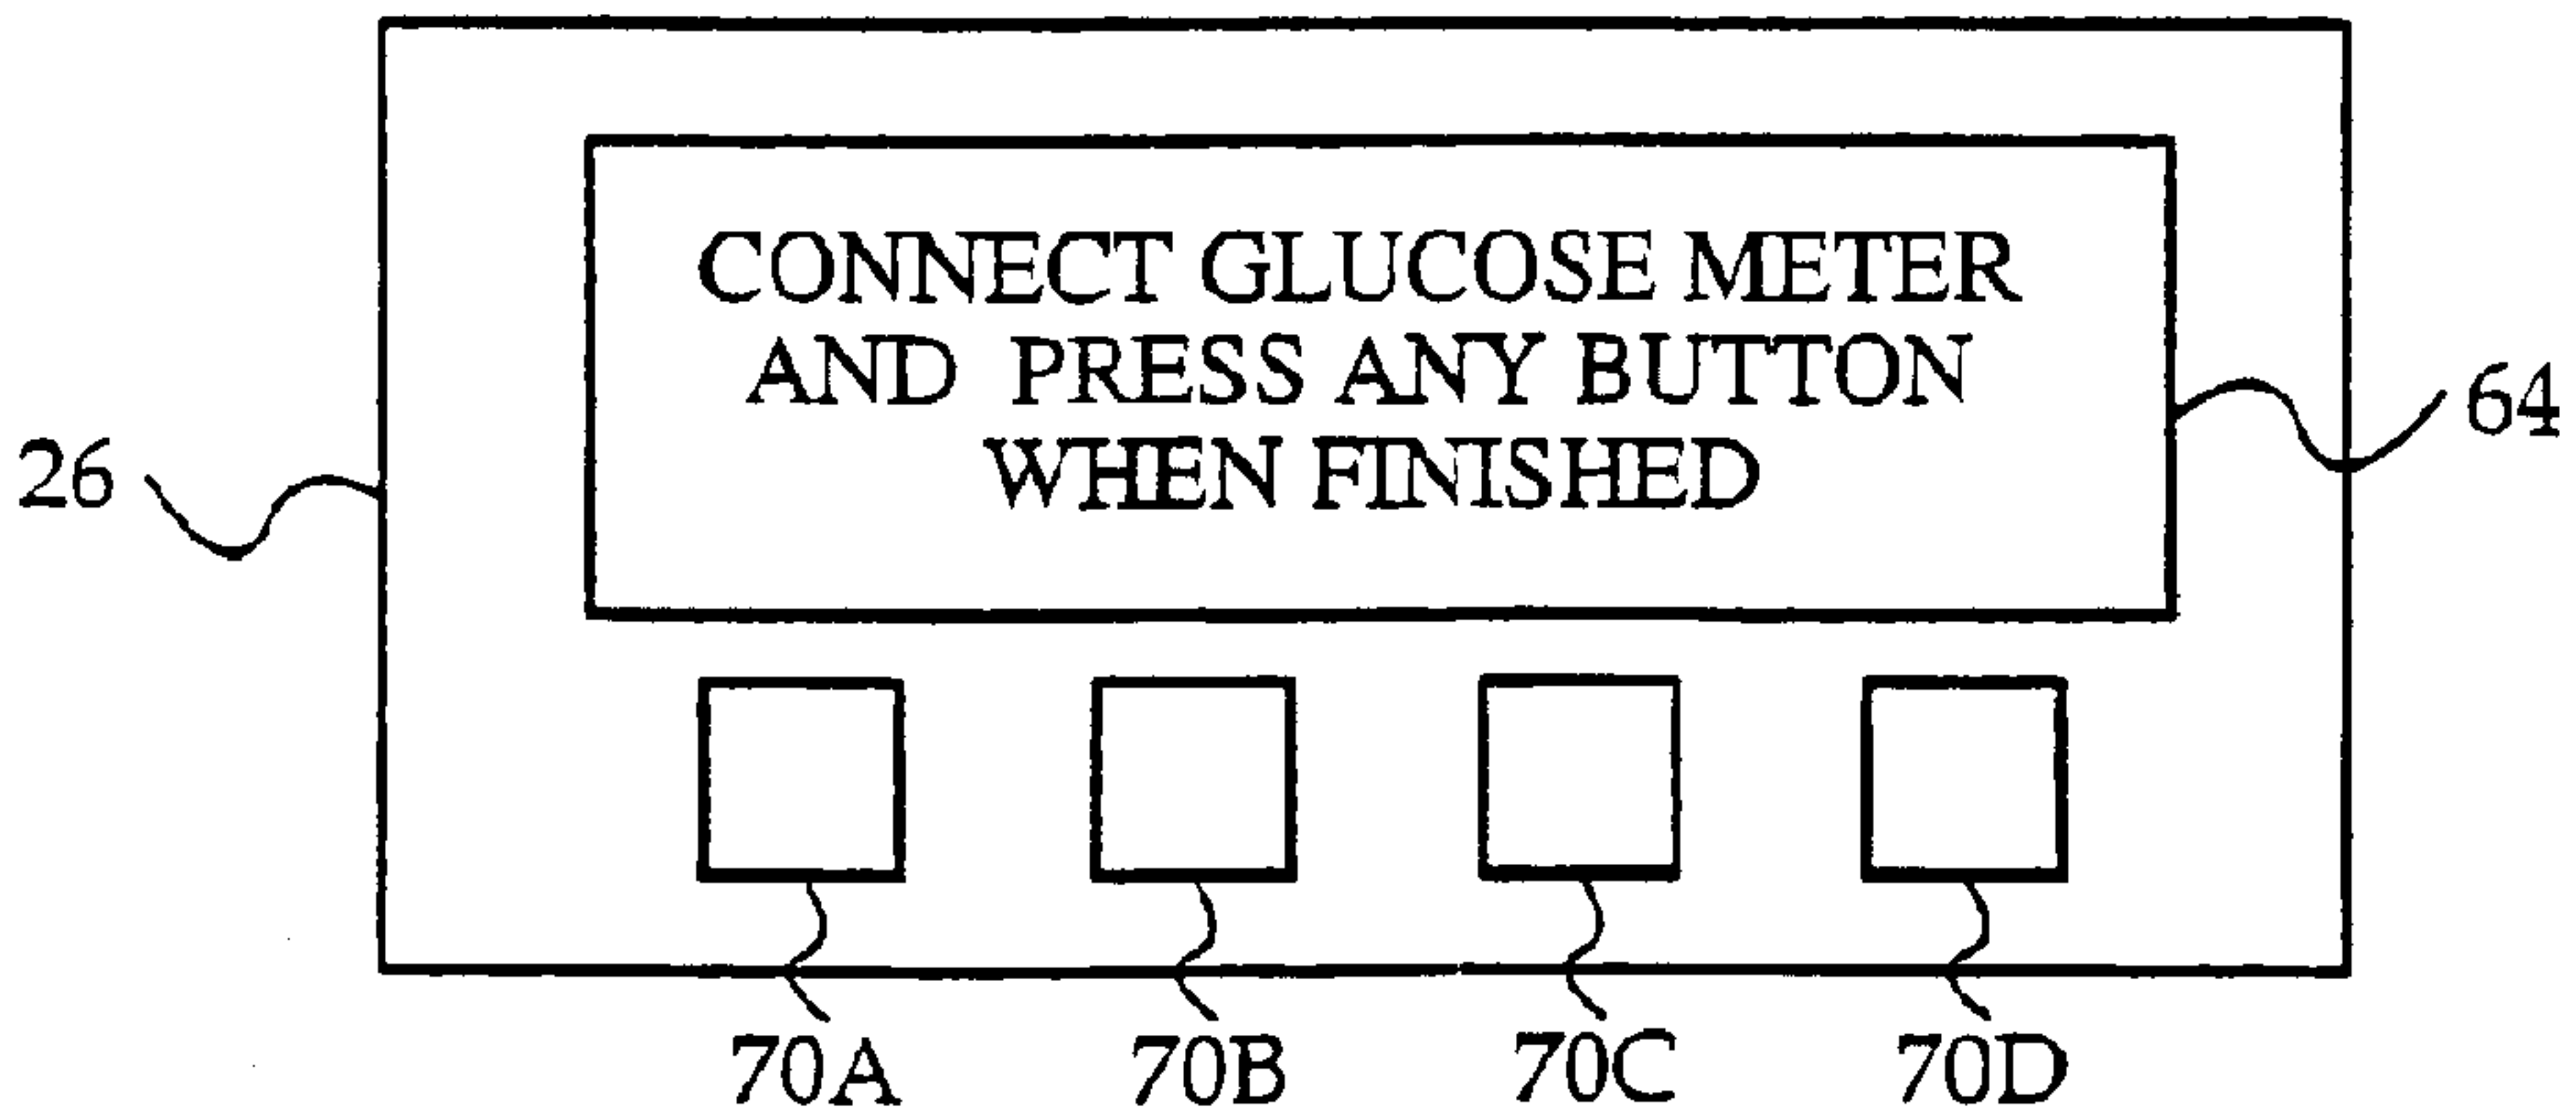 CONNECT GLUCOSE METER
AND PRESS ANY BUTTON
WHEN FINISHED
64
26
70A 70B 70C 70D